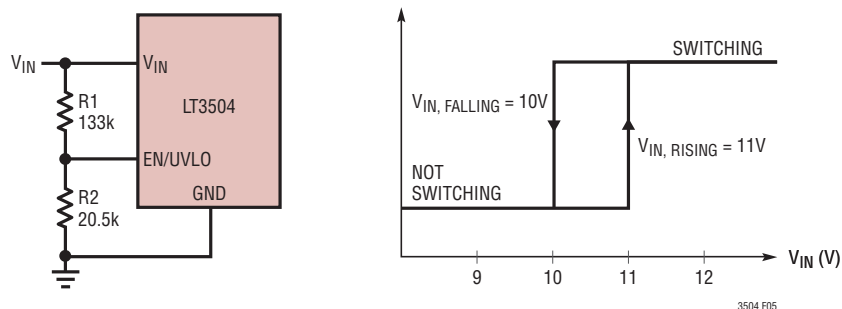 VIN
VIN
R1
133k
LT3504
EN/UVLO
R2
20.5k
GND
SWITCHING
VIN, FALLING = 10V
VIN, RISING = 11V
NOT
SWITCHING
9
10
11
12
VIN (V)
3504 F05